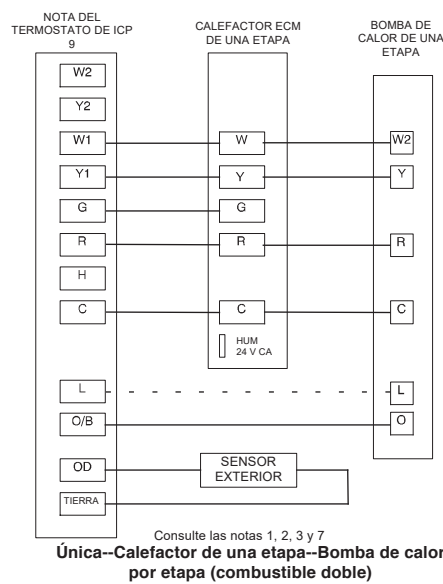 NOTA DEL
TERMOSTATO DE ICP
9
CALEFACTOR ECM
DE UNA ETAPA
BOMBA DE
CALOR DE UNA
ETAPA
W2
Y2
W1 W W2
Y1 Y Y
G G
R R R
H
C C C
HUM
24 V CA
L L
O/B O
OD SENSOR
EXTERIOR
TIERRA
Consulte las notas 1, 2, 3 y 7
Única--Calefactor de una etapa--Bomba de calor
por etapa (combustible doble)